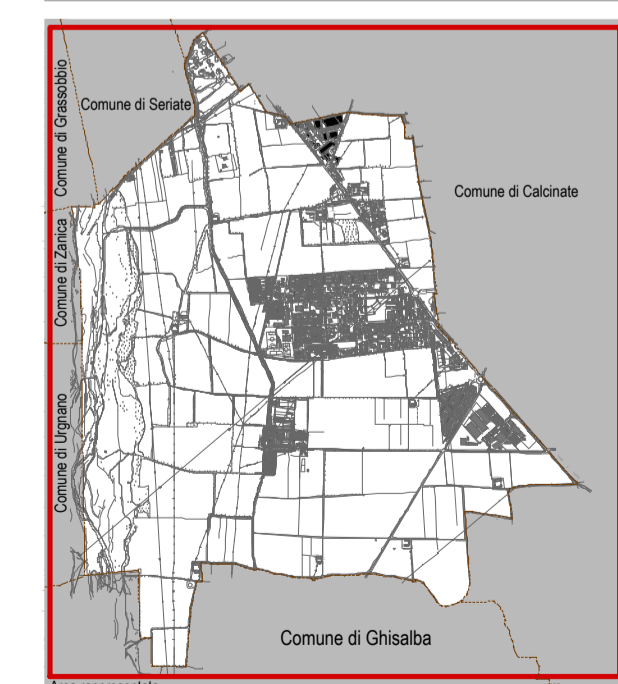 Comune di Seriate
Comune di Grassobbio
Comune di Calcinate
Comune di Zanica
Comune di Urgnano
Comune di Ghisalba